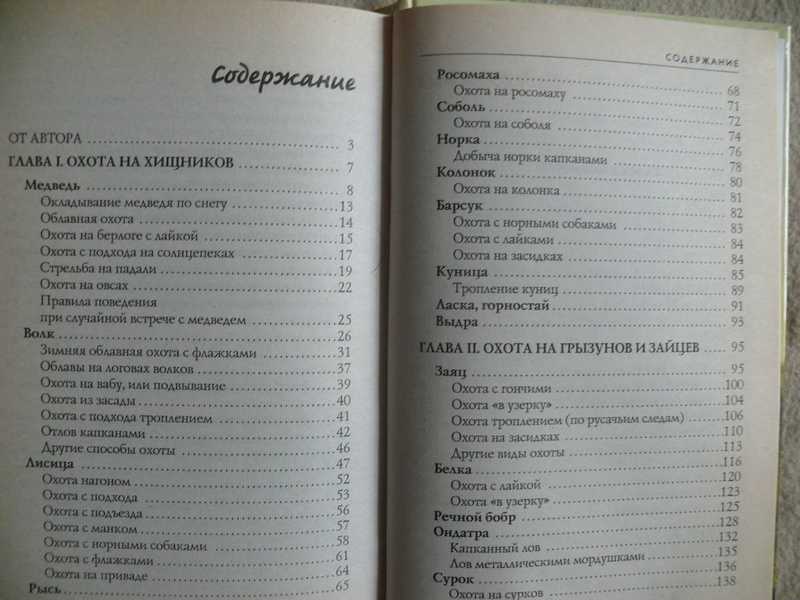 Содержание
ОТ АВТОРА ........ 3
ГЛАВА I. ОХОТА НА ХИЩНИКОВ ........ 7
Медведь ........ 8
Окладывание медведя по снегу ........ 13
Облавная охота ........ 14
Охота на берлоге с лайкой ........ 15
Охота с подхода на солнцепеках ........ 17
Стрельба на падали ........ 19
Охота на овсах ........ 22
Правила поведения
при случайной встрече с медведем ........ 25
Волк ........ 26
Зимняя облавная охота с флажками ........ 31
Облавы на логовах волков ........ 37
Охота на вабу, или подвывание ........ 39
Охота из засады ........ 40
Охота с подхода троплением ........ 41
Отлов капканами ........ 42
Другие способы охоты ........ 46
Лисица ........ 47
Охота нагоном ........ 52
Охота с подхода ........ 53
Охота с подъезда ........ 56
Охота с манком ........ 57
Охота с норными собаками ........ 58
Охота с флажками ........ 61
Охота на приваде ........ 64
Рысь ........ 65
СОДЕРЖАНИЕ
Росомаха ........ 68
Охота на росомаху ........ 71
Соболь ........ 72
Охота на соболя ........ 74
Норка ........ 76
Добыча норки капканами ........ 78
Колонок ........ 80
Охота на колонка ........ 81
Барсук ........ 82
Охота с норными собаками ........ 83
Охота с лайками ........ 84
Охота на засидках ........ 84
Куница ........ 85
Тропление куниц ........ 89
Ласка, горностай ........ 91
Выдра ........ 93
ГЛАВА II. ОХОТА НА ГРЫЗУНОВ И ЗАЙЦЕВ ..... 95
Заяц ........ 95
Охота с гончими ........ 100
Охота «в узерку» ........ 104
Охота троплением (по русачьим следам) ........ 106
Охота на засидках ........ 110
Другие виды охоты ........ 113
Белка ........ 116
Охота с лайкой ........ 120
Охота «в узерку» ........ 123
Речной бобр ........ 125
Ондатра ........ 128
Капканный лов ........ 132
Лов металлическими мордушками ........ 135
Сурок ........ 136
Охота на сурков ........ 138